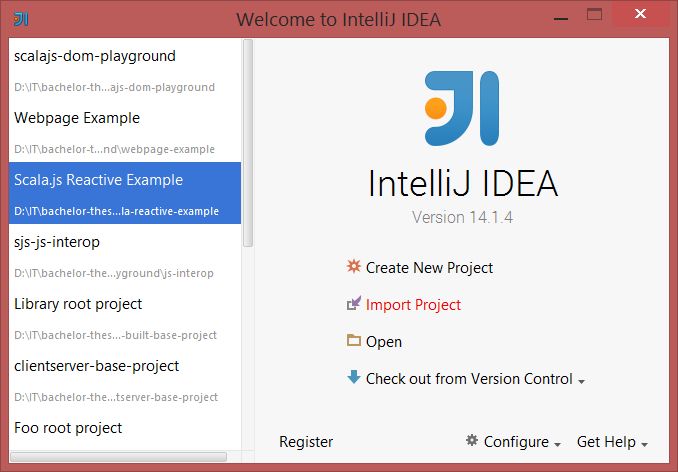 Welcome to IntelliJ IDEA
scalajs-dom-playground
D:\IT\bachelor-th...ajs-dom-playground
Webpage Example
D:\IT\bachelor-t...nd\webpage-example
Scala.js Reactive Example
D:\IT\bachelor-thes...la-reactive-example
sjs-js-interop
D:\IT\bachelor-the...yground\js-interop
Library root project
D:\IT\bachelor-thes...-built-base-project
clientserver-base-project
D:\IT\bachelor-the...tserver-base-project
Foo root project
IntelliJ IDEA
Version 14.1.4
Create New Project
Import Project
Open
Check out from Version Control
Register
Configure
Get Help